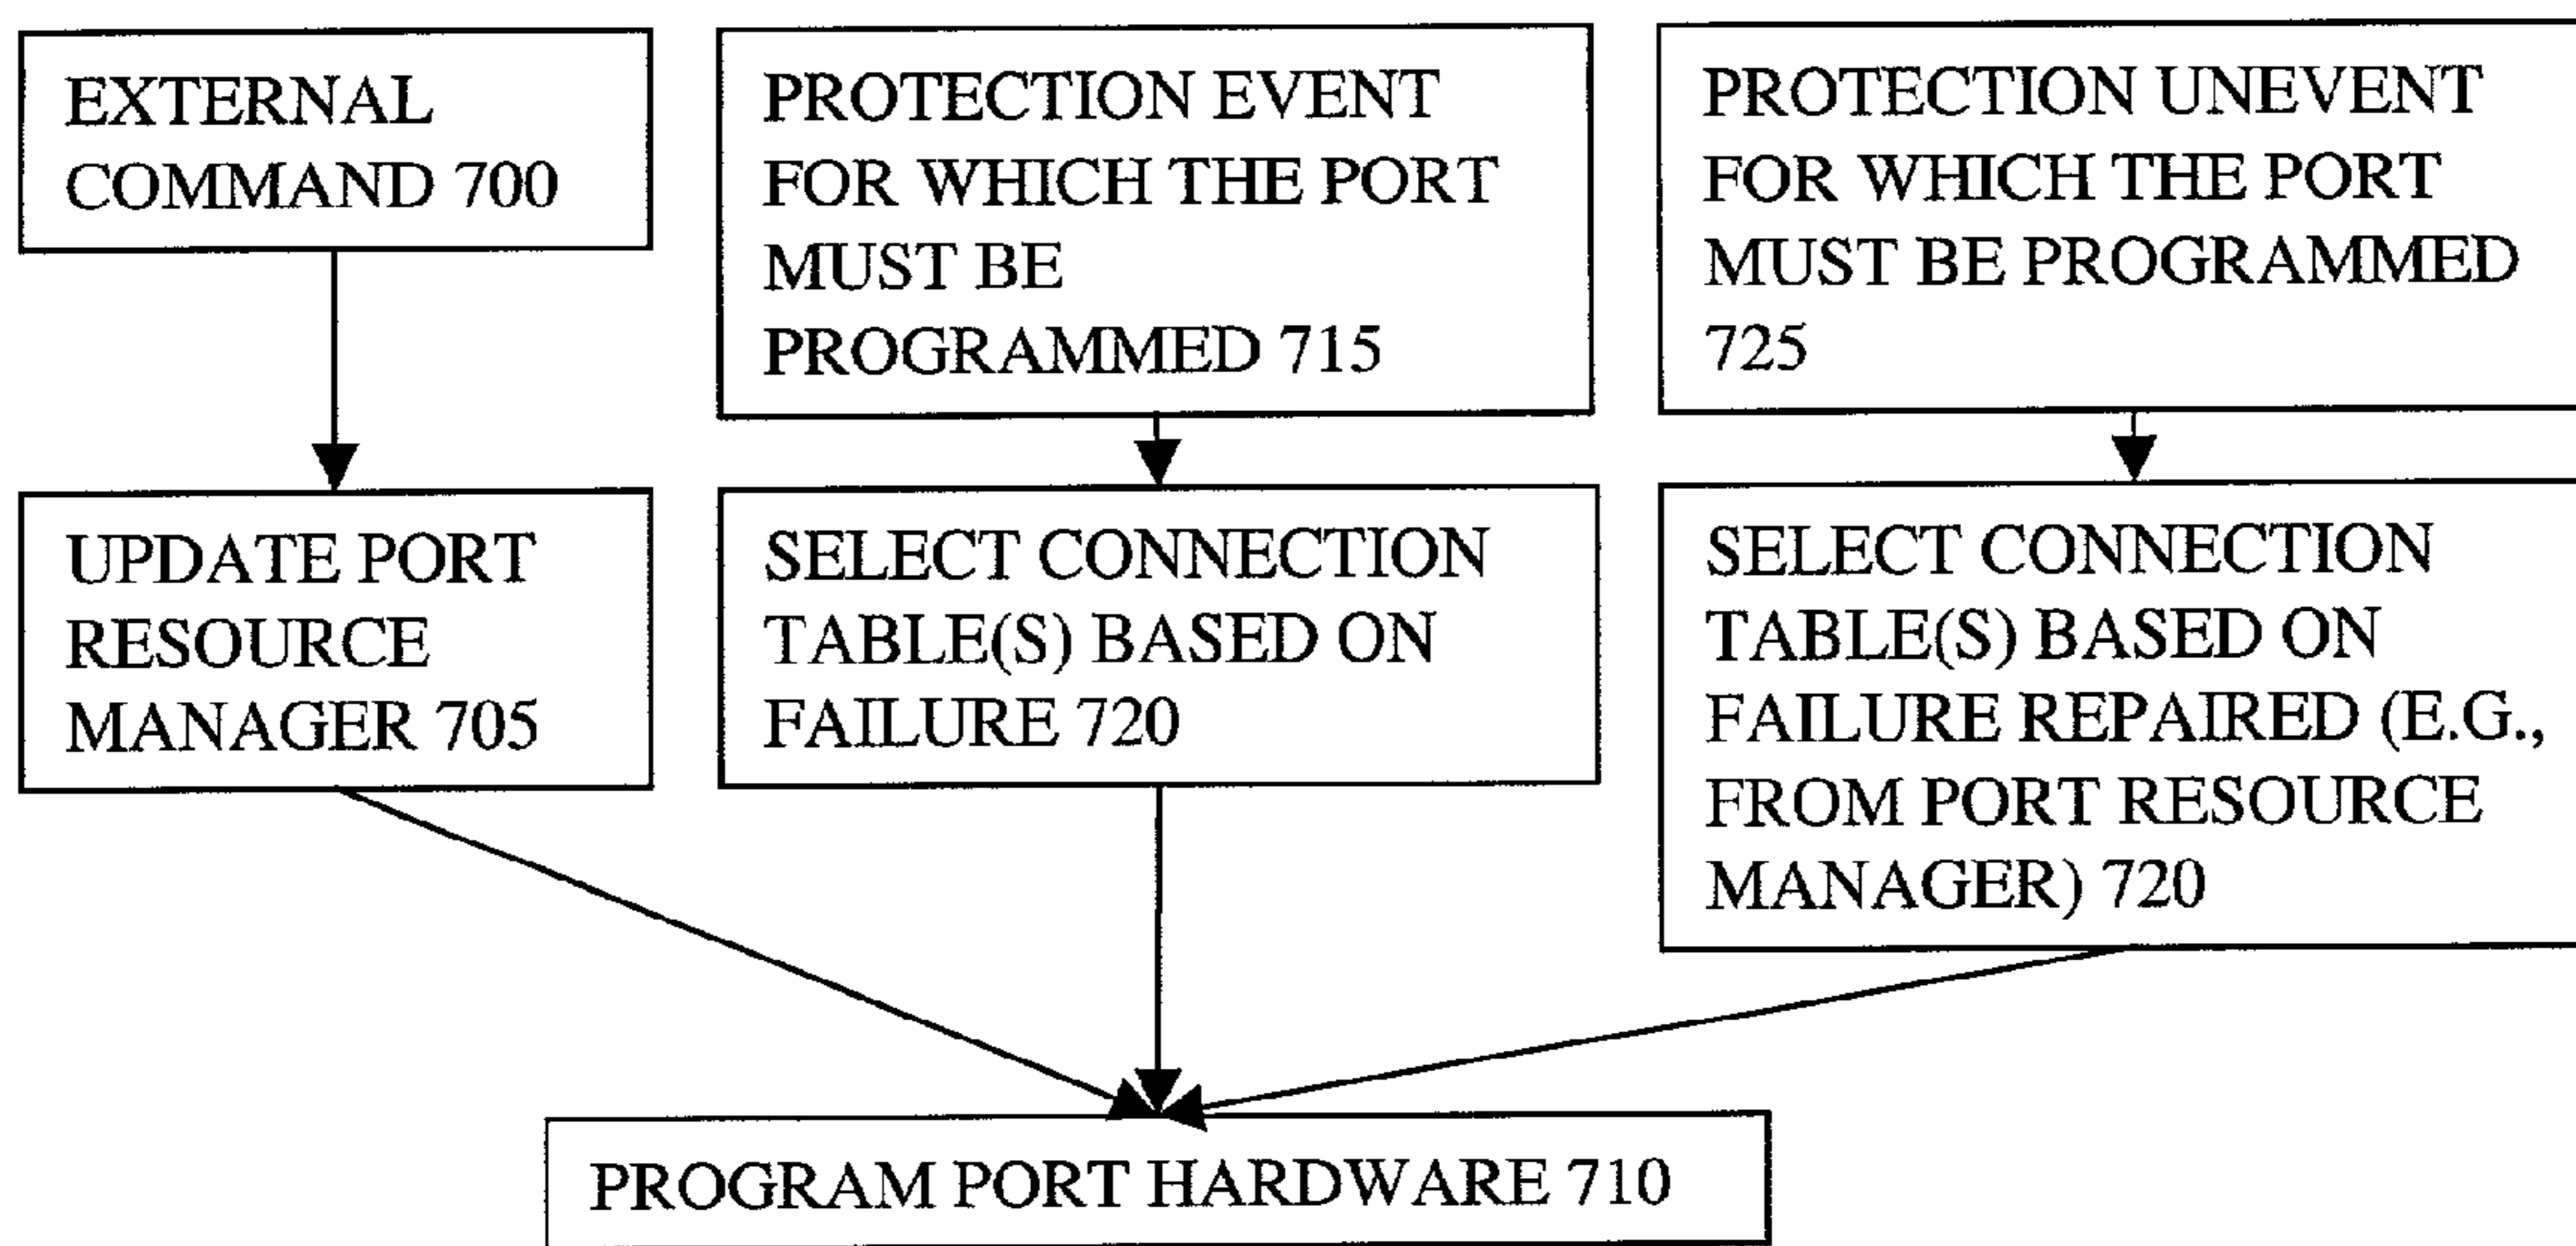 EXTERNAL
COMMAND 700
PROTECTION EVENT
FOR WHICH THE PORT
MUST BE
PROGRAMMED 715
PROTECTION UNEVENT
FOR WHICH THE PORT
MUST BE PROGRAMMED
725
UPDATE PORT
RESOURCE
MANAGER 705
SELECT CONNECTION
TABLE(S) BASED ON
FAILURE 720
SELECT CONNECTION
TABLE(S) BASED ON
FAILURE REPAIRED (E.G.,
FROM PORT RESOURCE
MANAGER) 720
PROGRAM PORT HARDWARE 710